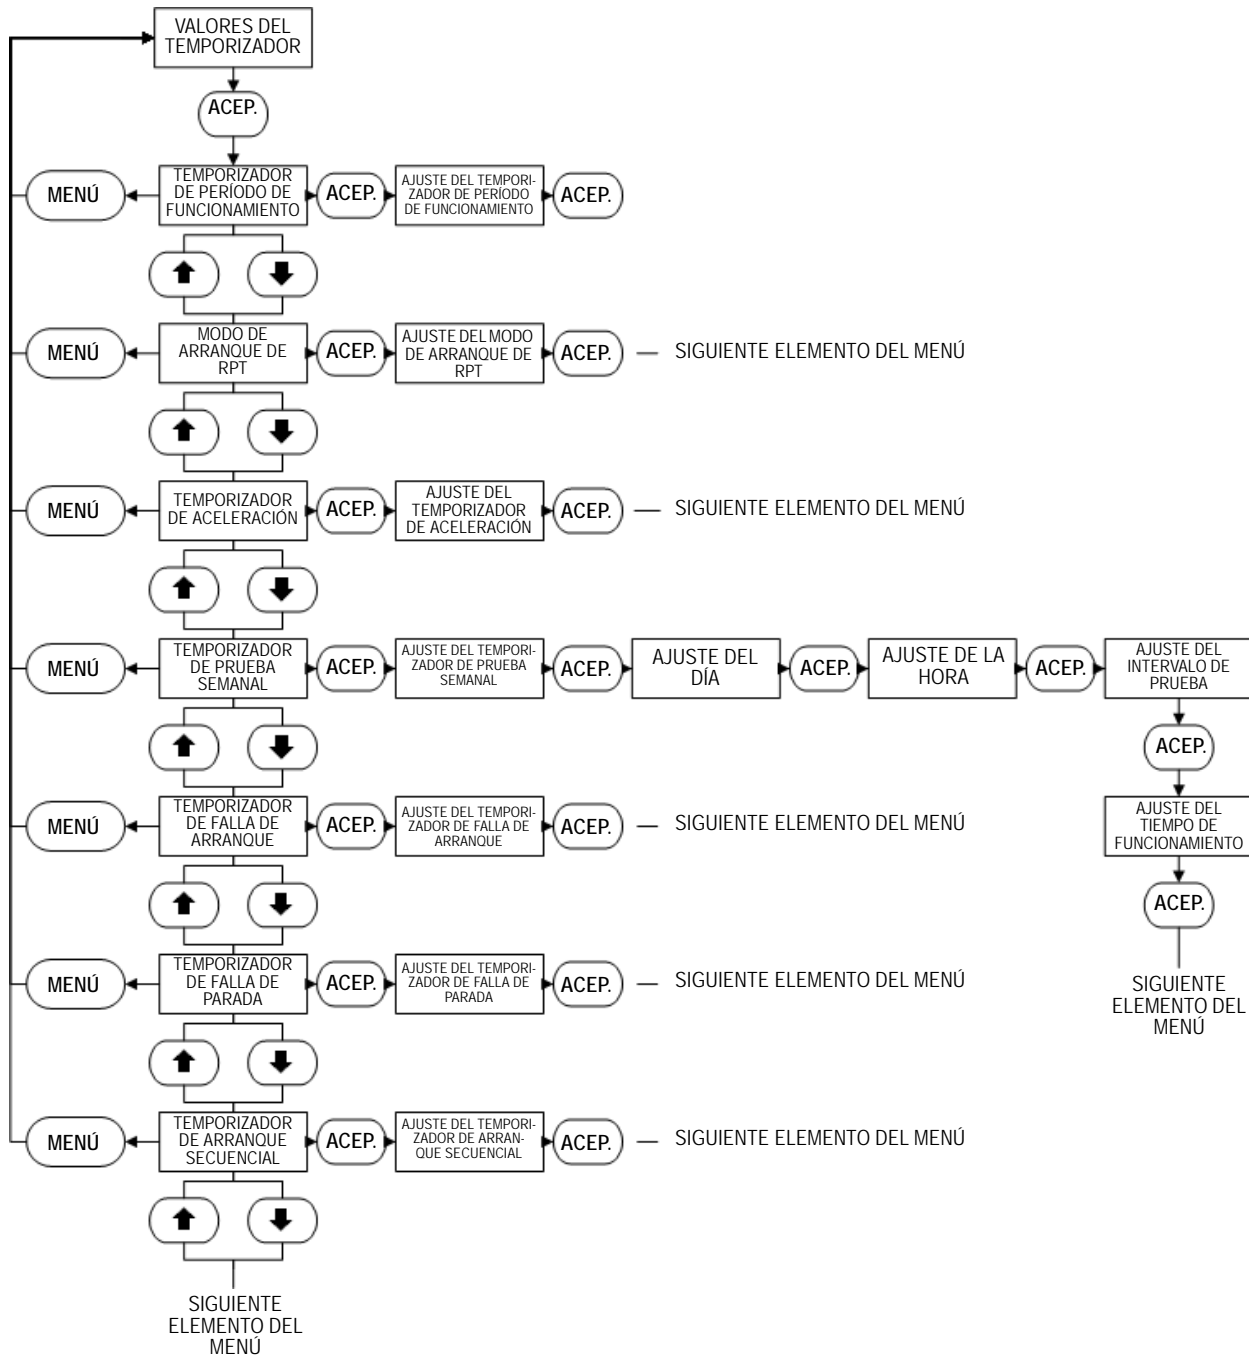 VALORES DEL
TEMPORIZADOR
ACEP.
MENÚ
TEMPORIZADOR
DE PERÍODO DE
FUNCIONAMIENTO
ACEP.
AJUSTE DEL TEMPORI-
ZADOR DE PERÍODO
DE FUNCIONAMIENTO
ACEP.
MENÚ
MODO DE
ARRANQUE DE
RPT
ACEP.
AJUSTE DEL MODO
DE ARRANQUE DE
RPT
ACEP.
SIGUIENTE ELEMENTO DEL MENÚ
MENÚ
TEMPORIZADOR
DE ACELERACIÓN
ACEP.
AJUSTE DEL
TEMPORIZADOR
DE ACELERACIÓN
ACEP.
SIGUIENTE ELEMENTO DEL MENÚ
MENÚ
TEMPORIZADOR
DE PRUEBA
SEMANAL
ACEP.
AJUSTE DEL TEMPORI-
ZADOR DE PRUEBA
SEMANAL
ACEP.
AJUSTE DEL
DÍA
ACEP.
AJUSTE DE LA
HORA
ACEP.
AJUSTE DEL
INTERVALO DE
PRUEBA
ACEP.
AJUSTE DEL
TIEMPO DE
FUNCIONAMIENTO
ACEP.
SIGUIENTE
ELEMENTO DEL
MENÚ
MENÚ
TEMPORIZADOR
DE FALLA DE
ARRANQUE
ACEP.
AJUSTE DEL TEMPORI-
ZADOR DE FALLA DE
ARRANQUE
ACEP.
SIGUIENTE ELEMENTO DEL MENÚ
MENÚ
TEMPORIZADOR
DE FALLA DE
PARADA
ACEP.
AJUSTE DEL TEMPORI-
ZADOR DE FALLA DE
PARADA
ACEP.
SIGUIENTE ELEMENTO DEL MENÚ
MENÚ
TEMPORIZADOR
DE ARRANQUE
SECUENCIAL
ACEP.
AJUSTE DEL TEMPORI-
ZADOR DE ARRAN-
QUE SECUENCIAL
ACEP.
SIGUIENTE ELEMENTO DEL MENÚ
SIGUIENTE
ELEMENTO DEL
MENÚ